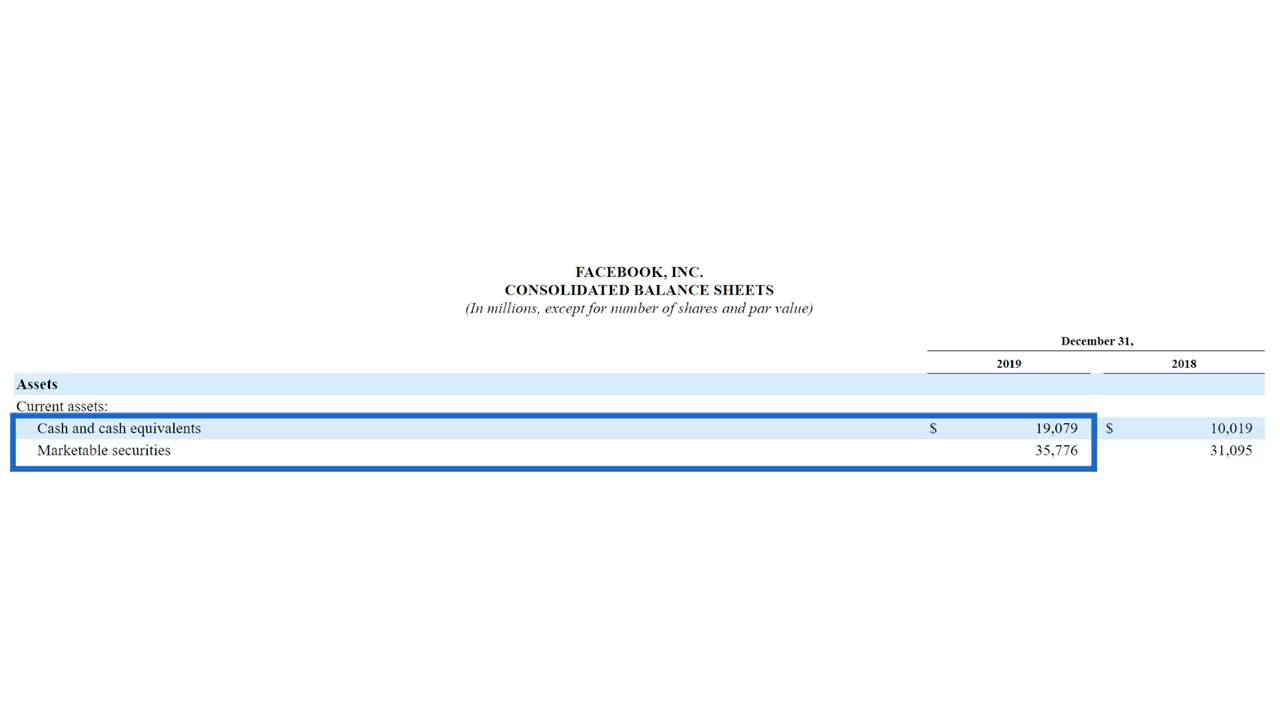 FACEBOOK, INC.
CONSOLIDATED BALANCE SHEETS
(In millions, except for number of shares and par value)
December 31,
2019 2018
Assets
Current assets:
Cash and cash equivalents $ 19,079 $ 10,019
Marketable securities 35,776 31,095